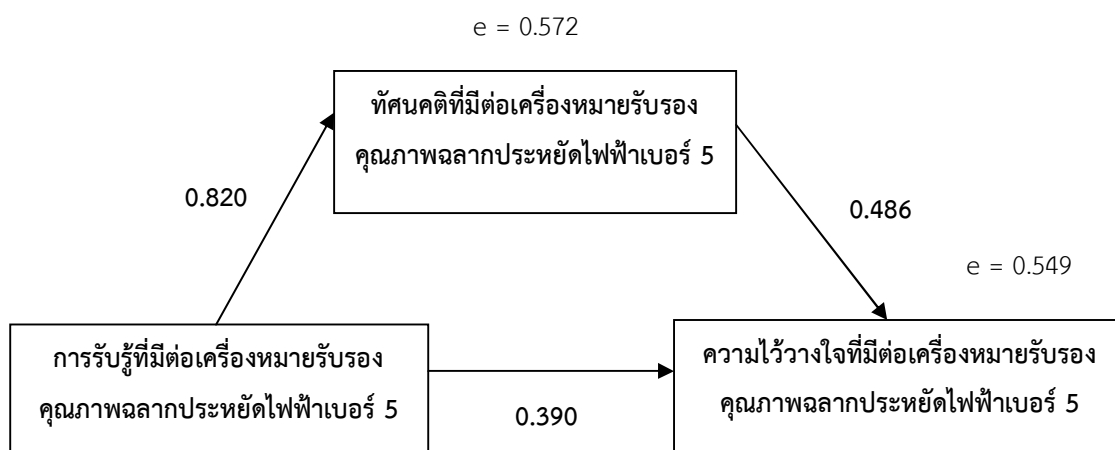 e = 0.572
ทัศนคติที่มีต่อเครื่องหมายรับรอง
คุณภาพฉลากประหยัดไฟฟ้าเบอร์ 5
0.820
0.486
e = 0.549
การรับรู้ที่มีต่อเครื่องหมายรับรอง
คุณภาพฉลากประหยัดไฟฟ้าเบอร์ 5
0.390
ความไว้วางใจที่มีต่อเครื่องหมายรับรอง
คุณภาพฉลากประหยัดไฟฟ้าเบอร์ 5